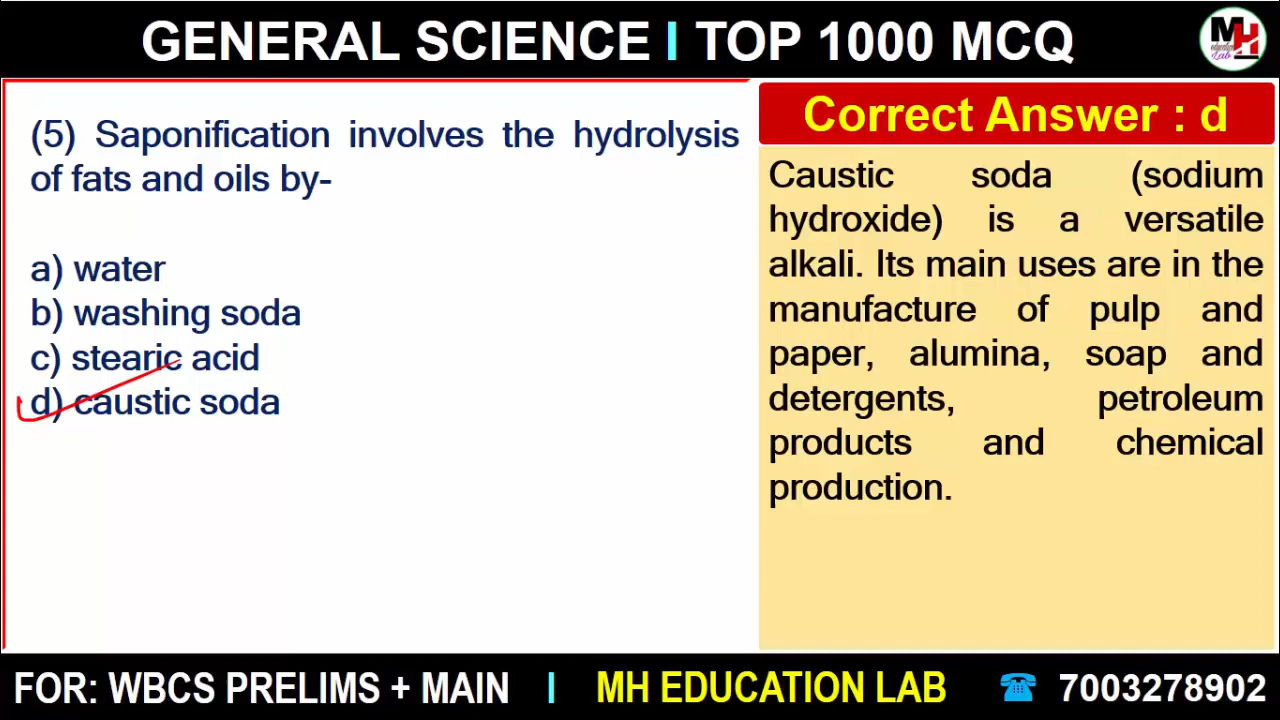 GENERAL SCIENCE I TOP 1000 MCQ
MH
education
Lab
(5) Saponification involves the hydrolysis
of fats and oils by-
a) water
b) washing soda
c) stearic acid
d) caustic soda
Correct Answer : d
Caustic soda (sodium
hydroxide) is a versatile
alkali. Its main uses are in the
manufacture of pulp and
paper, alumina, soap and
detergents, petroleum
products and chemical
production.
FOR: WBCS PRELIMS + MAIN I MH EDUCATION LAB ☎ 7003278902